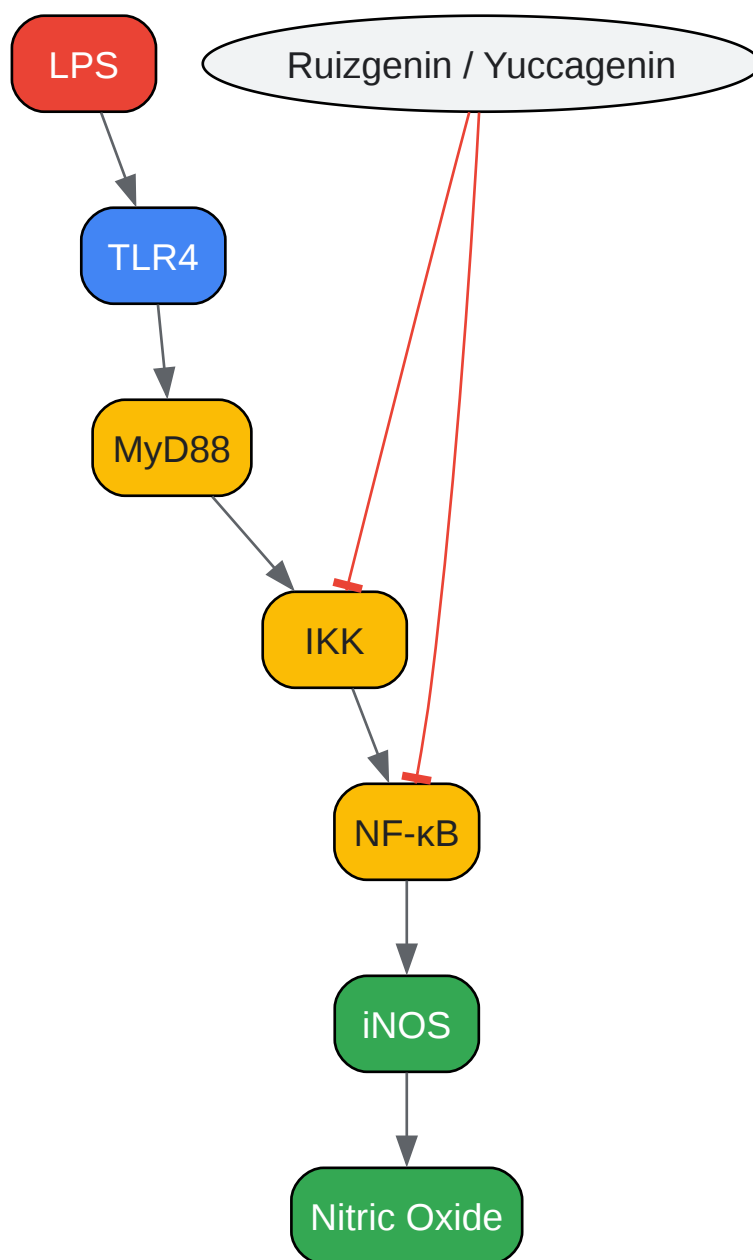 LPS
Ruizgenin / Yuccagenin
TLR4
MyD88
IKK
NF-κB
iNOS
Nitric Oxide